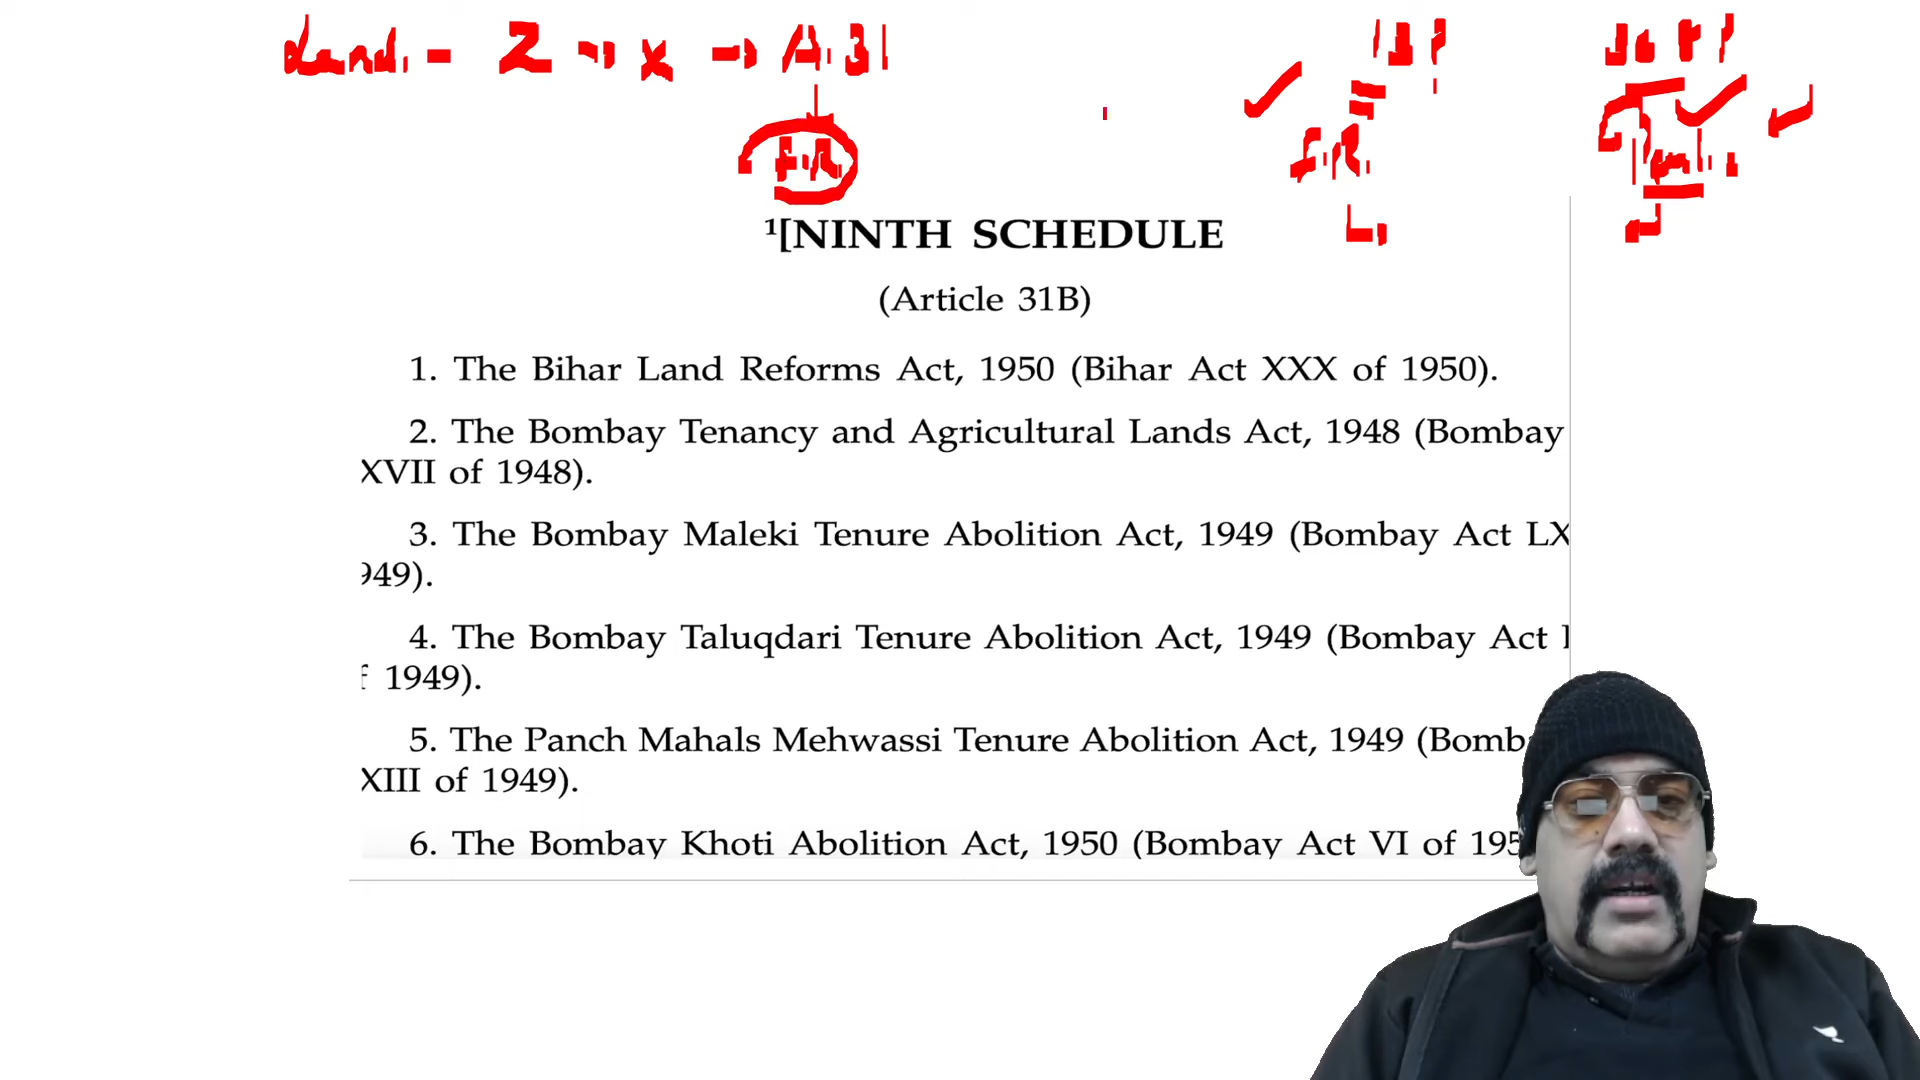 Land. - Z → x → A. 31
F.R.
F.R.
¹[NINTH SCHEDULE
(Article 31B)
1. The Bihar Land Reforms Act, 1950 (Bihar Act XXX of 1950).
2. The Bombay Tenancy and Agricultural Lands Act, 1948 (Bombay
XVII of 1948).
3. The Bombay Maleki Tenure Abolition Act, 1949 (Bombay Act LX
949).
4. The Bombay Taluqdari Tenure Abolition Act, 1949 (Bombay Act
f 1949).
5. The Panch Mahals Mehwassi Tenure Abolition Act, 1949 (Bomb
XIII of 1949).
6. The Bombay Khoti Abolition Act, 1950 (Bombay Act VI of 195